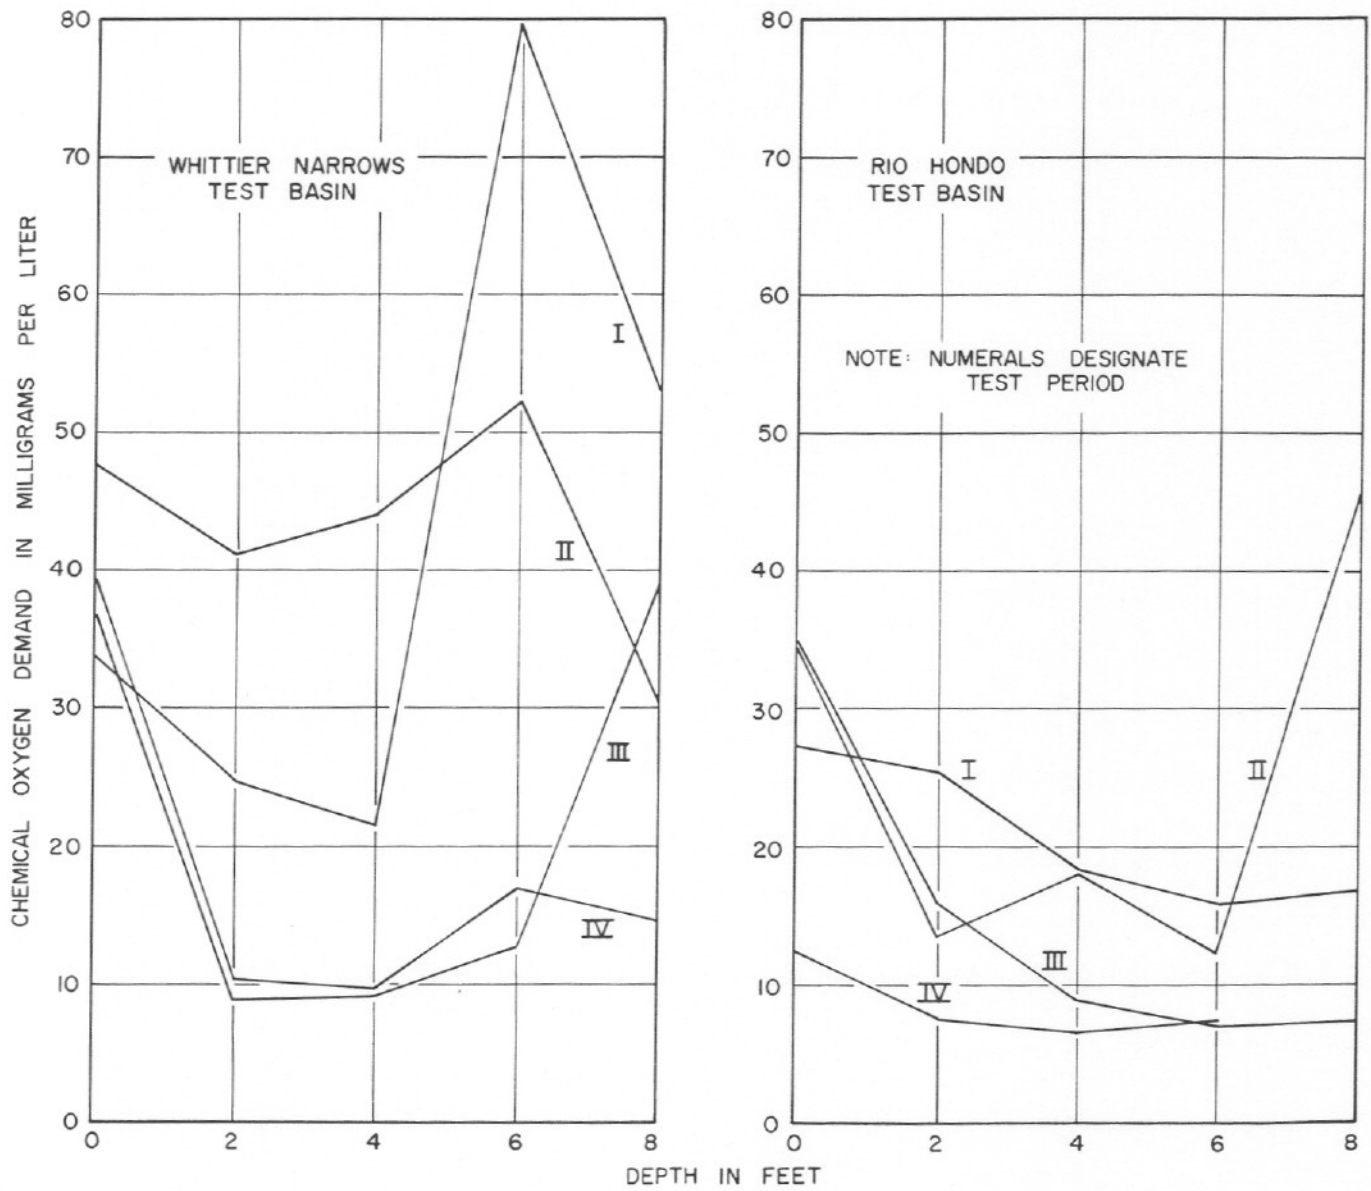 80
70
60
50
40
30
20
10
0
0 2 4 6 8
CHEMICAL OXYGEN DEMAND IN MILLIGRAMS PER LITER
WHITTIER NARROWS
TEST BASIN
I
II
III
IV
80
70
60
50
40
30
20
10
0
0 2 4 6 8
RIO HONDO
TEST BASIN
NOTE: NUMERALS DESIGNATE
TEST PERIOD
I
II
III
IV
DEPTH IN FEET